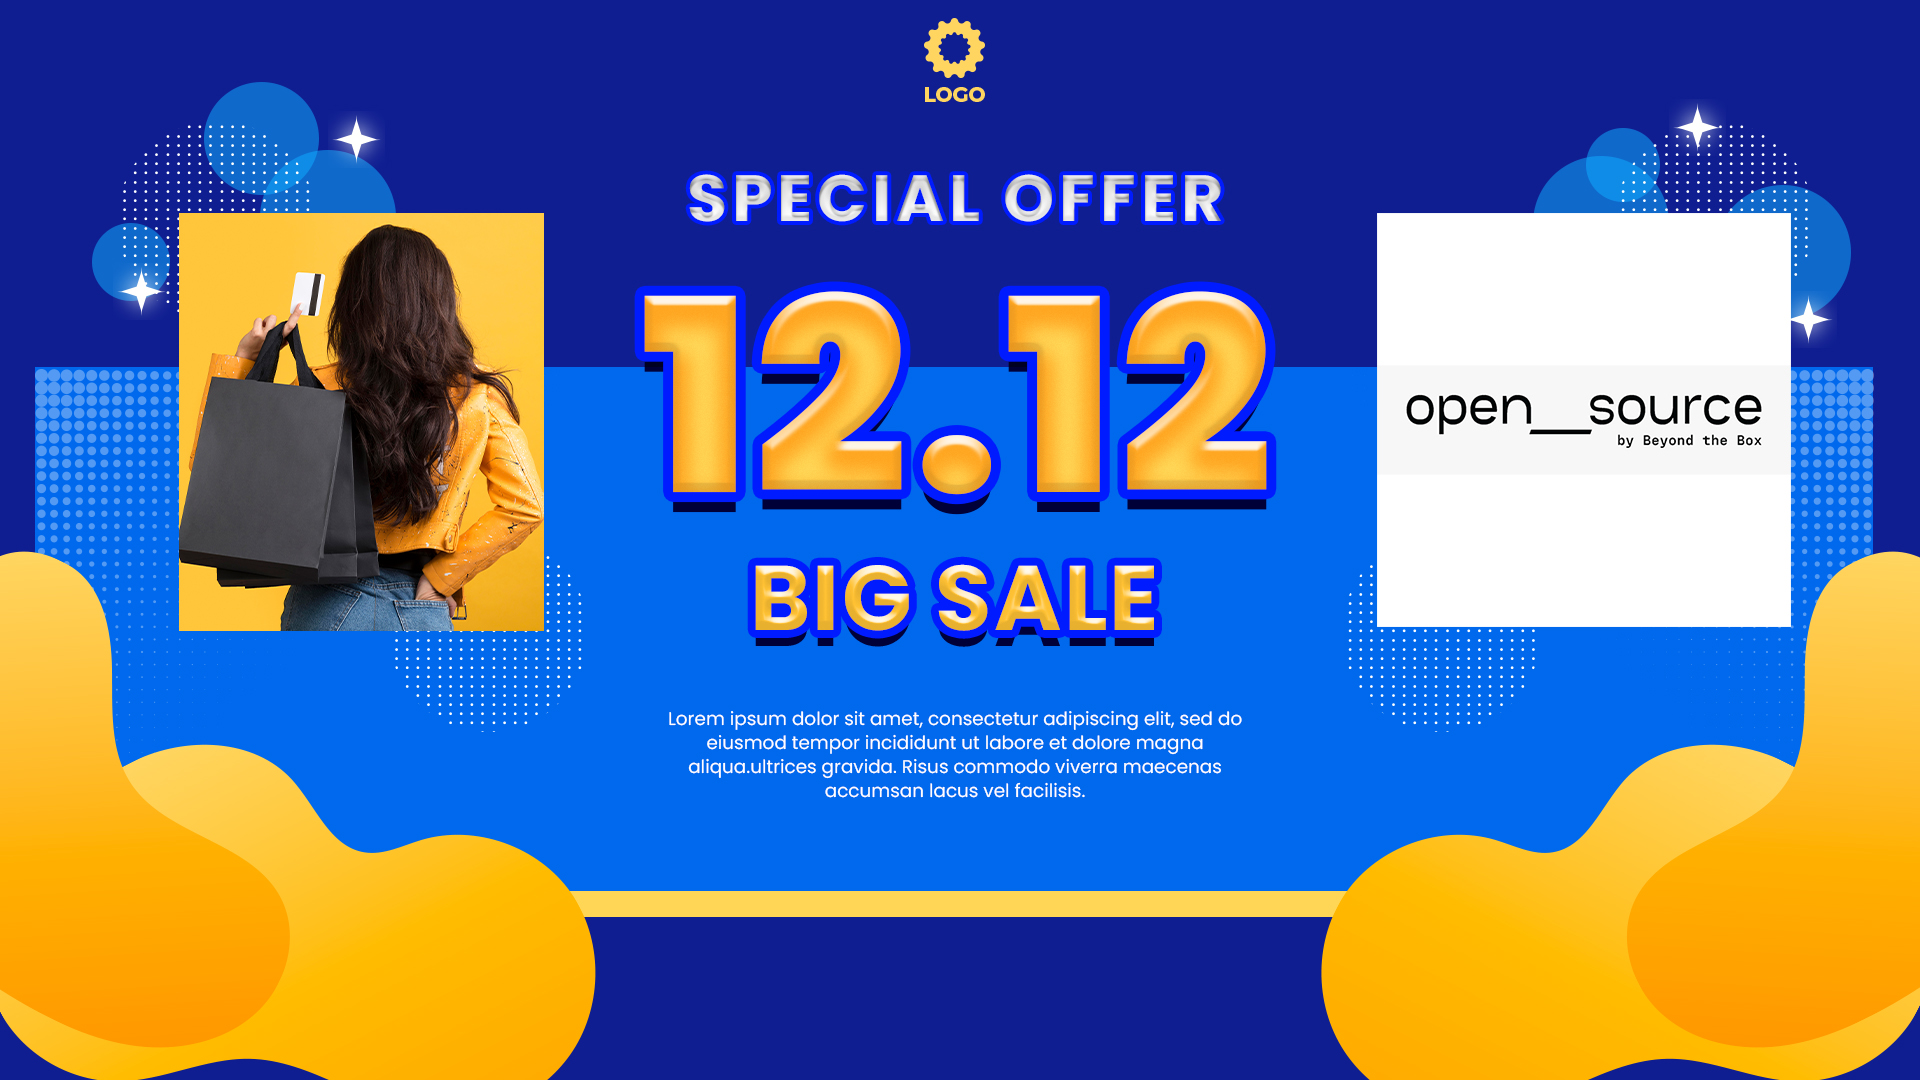 LOGO
SPECIAL OFFER
12.12
BIG SALE
open__source
by Beyond the Box
Lorem ipsum dolor sit amet, consectetur adipiscing elit, sed do
eiusmod tempor incididunt ut labore et dolore magna
aliqua.ultrices gravida. Risus commodo viverra maecenas
accumsan lacus vel facilisis.